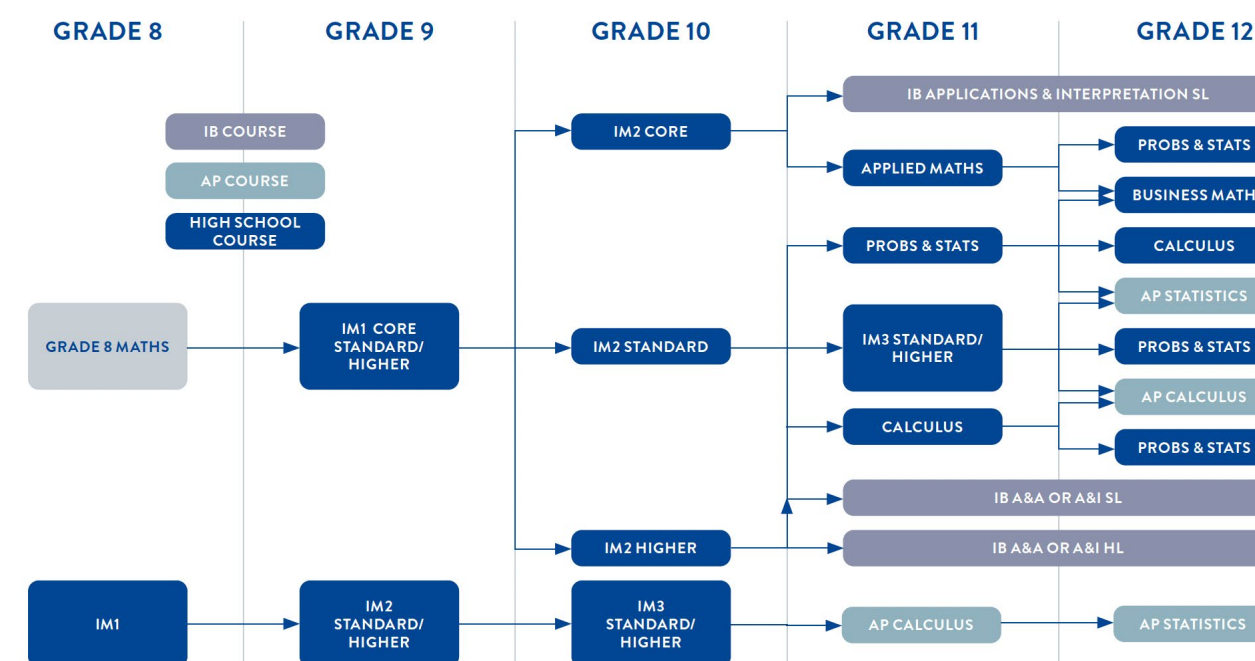 GRADE 8
GRADE 9
GRADE 10
GRADE 11
GRADE 12
IB COURSE
AP COURSE
HIGH SCHOOL
COURSE
GRADE 8 MATHS
IM1 CORE
STANDARD/
HIGHER
IM2 CORE
IM2 STANDARD
IM2 HIGHER
IB APPLICATIONS & INTERPRETATION SL
APPLIED MATHS
PROBS & STATS
IM3 STANDARD/
HIGHER
CALCULUS
PROBS & STATS
BUSINESS MATH
CALCULUS
AP STATISTICS
PROBS & STATS
AP CALCULUS
PROBS & STATS
IB A&A OR A&I SL
IB A&A OR A&I HL
IM1
IM2
STANDARD/
HIGHER
IM3
STANDARD/
HIGHER
AP CALCULUS
AP STATISTICS